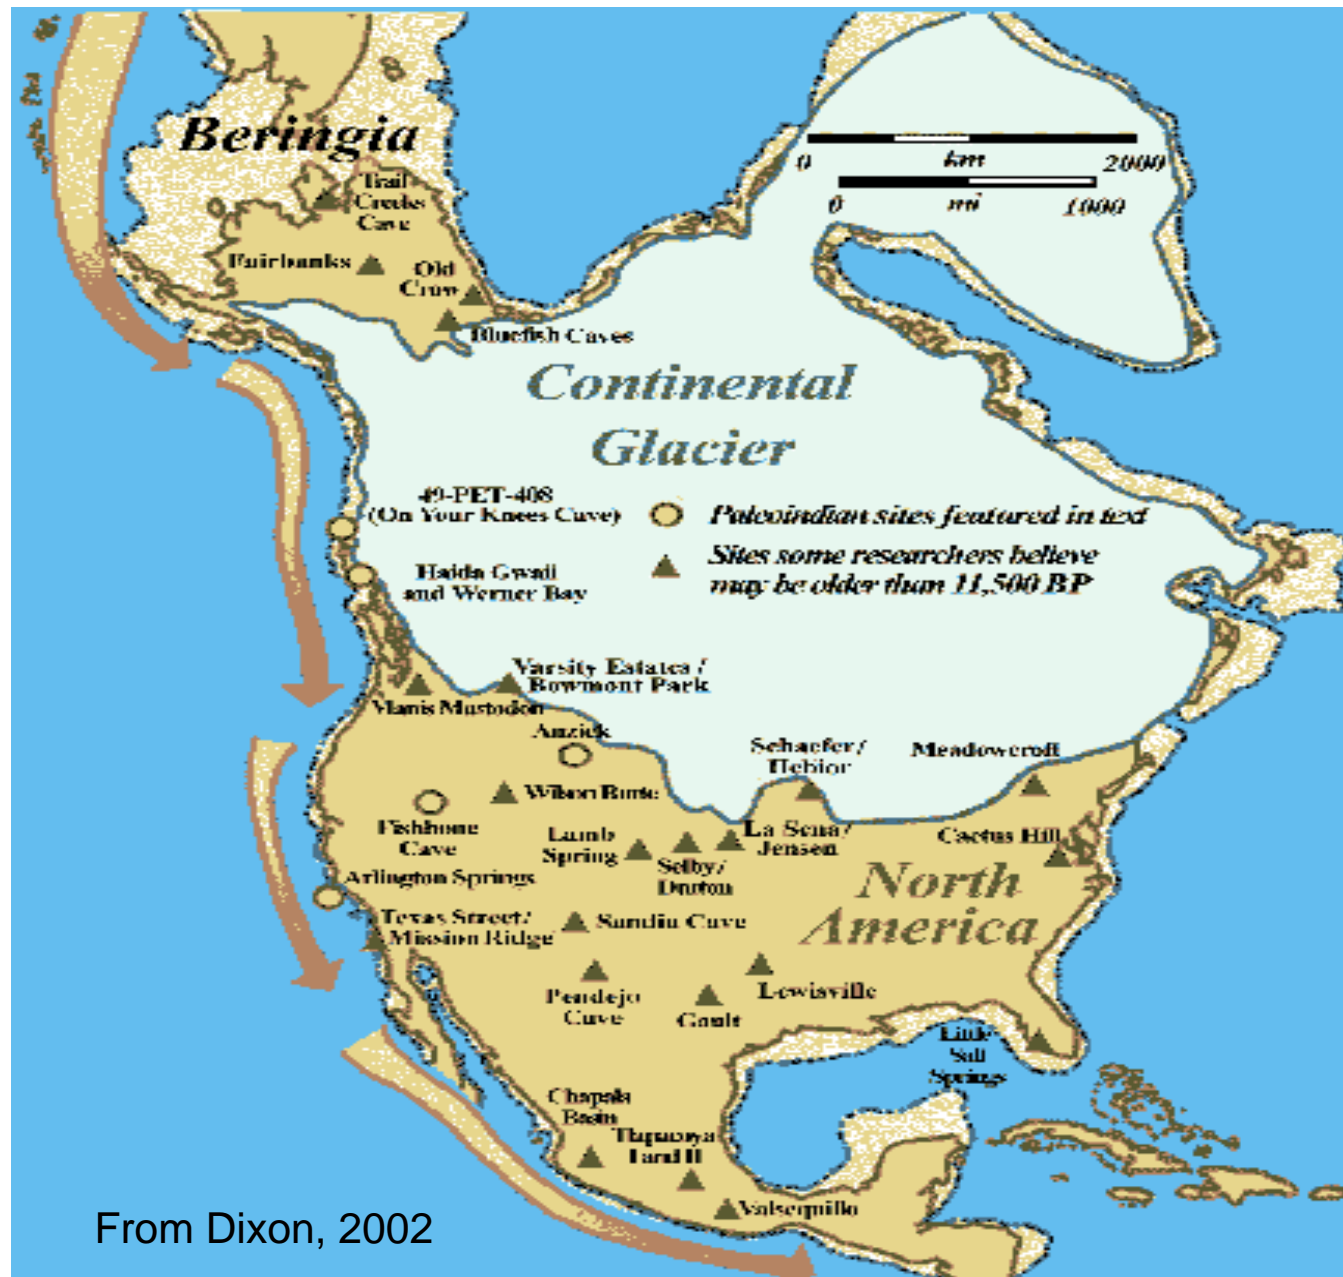 Beringia
0 km 2000
0 mi 1000
Trail
Creeks
Cave
Fairbanks
Old
Crow
Bluefish Caves
Continental
Glacier
49-PET-408
(On Your Knees Cave)
Paleoindian sites featured in text
Haida Gwaii
and Werner Bay
Sites some researchers believe
may be older than 11,500 BP
Varsity Estates /
Bowmont Park
Manis Mastodon
Anzick
Schaefer/
Hebior
Meadowcroft
Wilson Butte
Fishbone
Cave
Lamb
Spring
Selby/
Dutton
La Sena/
Jensen
Cactus Hill
Arlington Springs
North
America
Texas Street/
Mission Ridge
Sandia Cave
Pendejo
Cave
Gault
Lewisville
Little
Salt
Springs
Chapala
Basin
Tlapacoya
I and II
Valsequillo
From Dixon, 2002